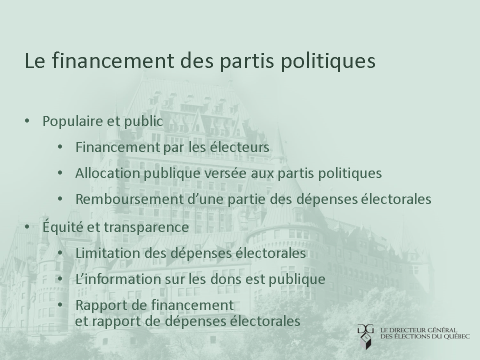 Le financement des partis politiques
• Populaire et public
• Financement par les électeurs
• Allocation publique versée aux partis politiques
• Remboursement d'une partie des dépenses électorales
• Équité et transparence
• Limitation des dépenses électorales
• L'information sur les dons est publique
• Rapport de financement
et rapport de dépenses électorales
LE DIRECTEUR GÉNÉRAL
DES ÉLECTIONS DU QUÉBEC